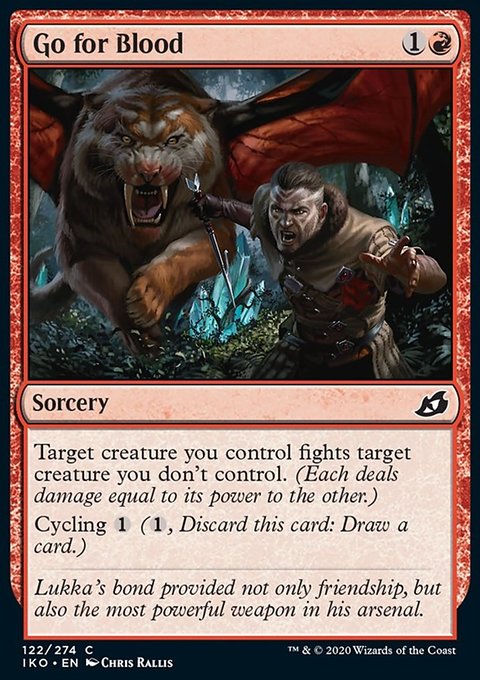 Go for Blood 1
Sorcery
Target creature you control fights target
creature you don't control. (Each deals
damage equal to its power to the other.)
Cycling 1 (1, Discard this card: Draw a
card.)
Lukka's bond provided not only friendship, but
also the most powerful weapon in his arsenal.
122/274 C
IKO • EN Chris Rallis
™ & © 2020 Wizards of the Coast